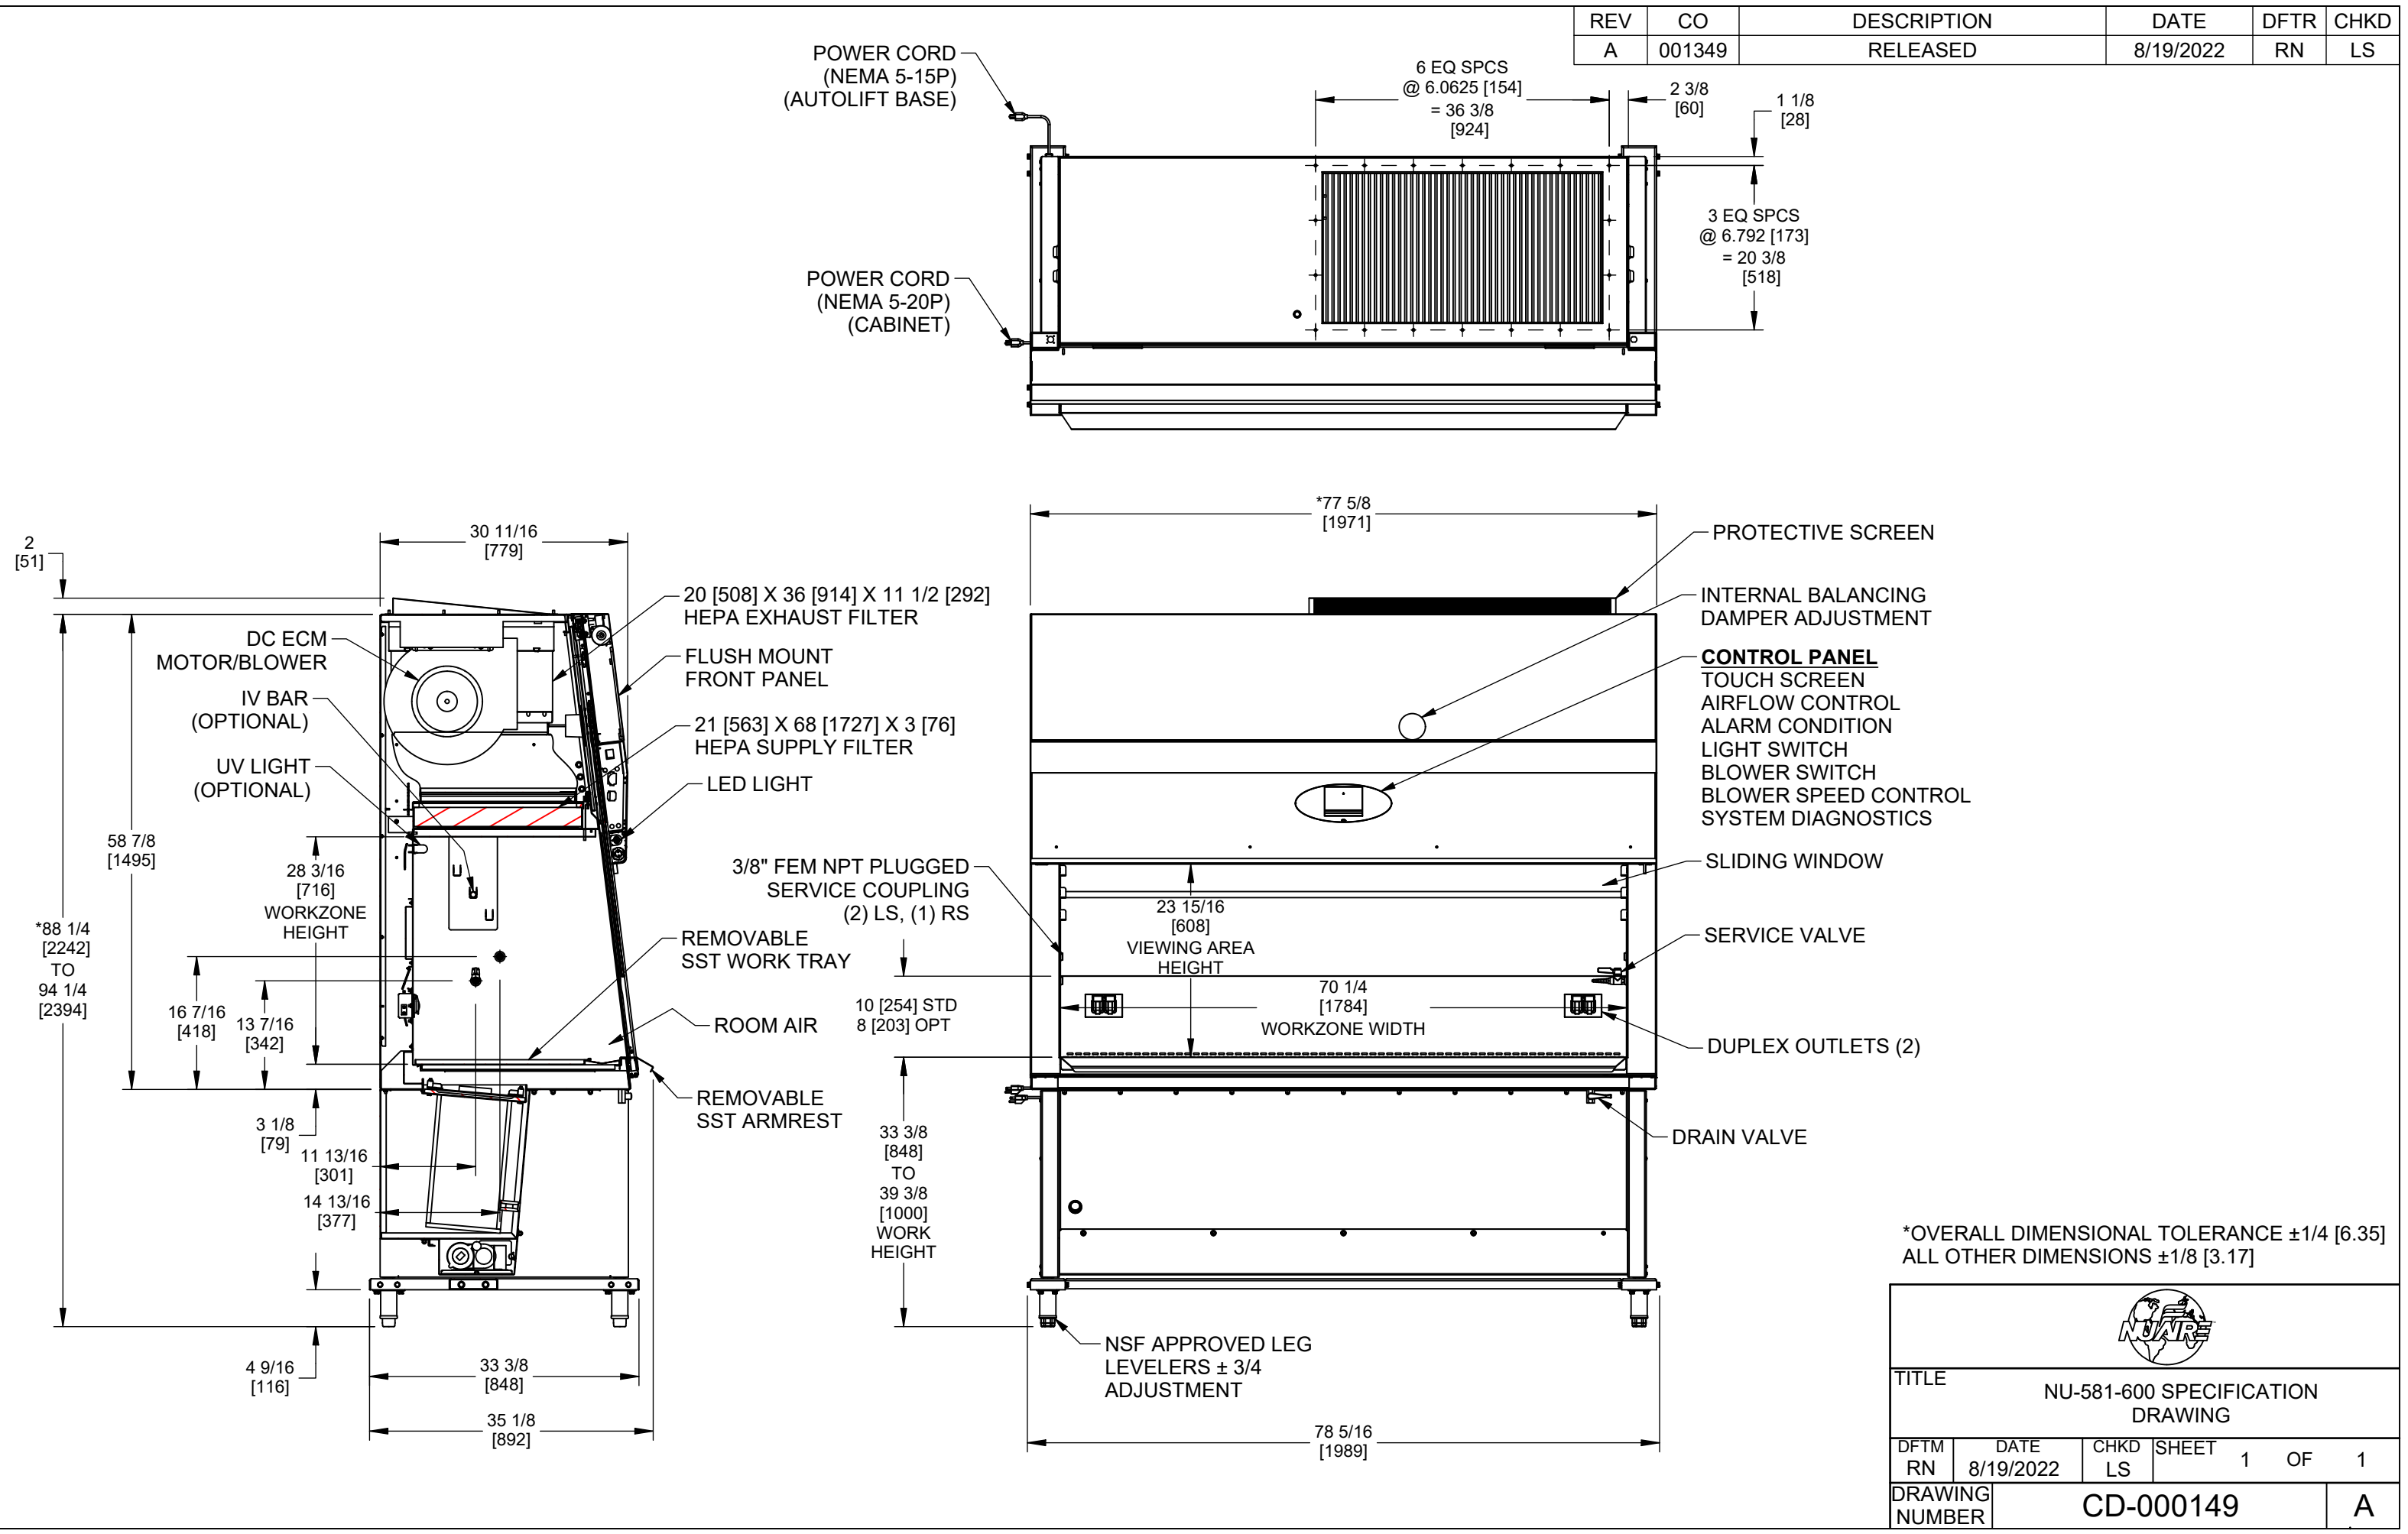 REV CO DESCRIPTION DATE DFTR CHKD
A 001349 RELEASED 8/19/2022 RN LS
POWER CORD
(NEMA 5-15P)
(AUTOLIFT BASE)
6 EQ SPCS
@ 6.0625 [154]
= 36 3/8
[924]
2 3/8
[60]
1 1/8
[28]
3 EQ SPCS
@ 6.792 [173]
= 20 3/8
[518]
POWER CORD
(NEMA 5-20P)
(CABINET)
2
[51]
30 11/16
[779]
20 [508] X 36 [914] X 11 1/2 [292]
HEPA EXHAUST FILTER
DC ECM
MOTOR/BLOWER
FLUSH MOUNT
FRONT PANEL
IV BAR
(OPTIONAL)
21 [563] X 68 [1727] X 3 [76]
HEPA SUPPLY FILTER
UV LIGHT
(OPTIONAL)
LED LIGHT
58 7/8
[1495]
28 3/16
[716]
WORKZONE
HEIGHT
*88 1/4
[2242]
TO
94 1/4
[2394]
REMOVABLE
SST WORK TRAY
16 7/16
[418]
13 7/16
[342]
ROOM AIR
REMOVABLE
SST ARMREST
3 1/8
[79]
11 13/16
[301]
14 13/16
[377]
4 9/16
[116]
33 3/8
[848]
35 1/8
[892]
*77 5/8
[1971]
PROTECTIVE SCREEN
INTERNAL BALANCING
DAMPER ADJUSTMENT
CONTROL PANEL
TOUCH SCREEN
AIRFLOW CONTROL
ALARM CONDITION
LIGHT SWITCH
BLOWER SWITCH
BLOWER SPEED CONTROL
SYSTEM DIAGNOSTICS
3/8" FEM NPT PLUGGED
SERVICE COUPLING
(2) LS, (1) RS
SLIDING WINDOW
23 15/16
[608]
VIEWING AREA
HEIGHT
SERVICE VALVE
10 [254] STD
8 [203] OPT
70 1/4
[1784]
WORKZONE WIDTH
DUPLEX OUTLETS (2)
33 3/8
[848]
TO
39 3/8
[1000]
WORK
HEIGHT
DRAIN VALVE
NSF APPROVED LEG
LEVELERS ± 3/4
ADJUSTMENT
78 5/16
[1989]
*OVERALL DIMENSIONAL TOLERANCE ±1/4 [6.35]
ALL OTHER DIMENSIONS ±1/8 [3.17]
NUAIRE
TITLE
NU-581-600 SPECIFICATION
DRAWING
DFTM DATE CHKD SHEET 1 OF 1
RN 8/19/2022 LS
DRAWING
NUMBER
CD-000149 A